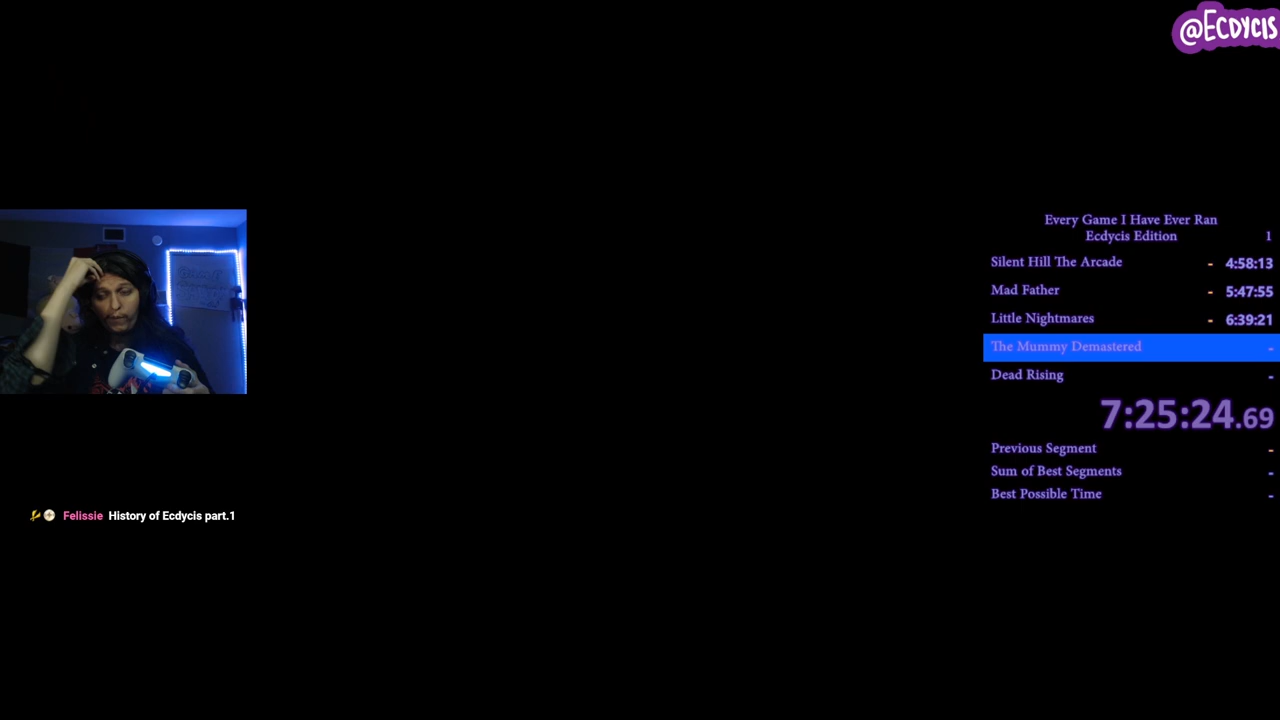 @ECDYCIS
Every Game I Have Ever Ran
Ecdycis Edition 1
Silent Hill The Arcade - 4:58:13
Mad Father - 5:47:55
Little Nightmares - 6:39:21
The Mummy Demastered -
Dead Rising -
7:25:24.69
Previous Segment -
Sum of Best Segments -
Best Possible Time -
Felissie History of Ecdycis part.1